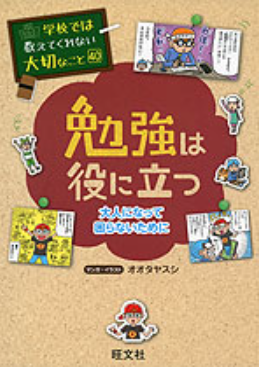 学校では
教えてくれない
大切なこと 40
勉強は
役に立つ
大人になって
困らないために
マンガ・イラスト オオタヤスシ
旺文社